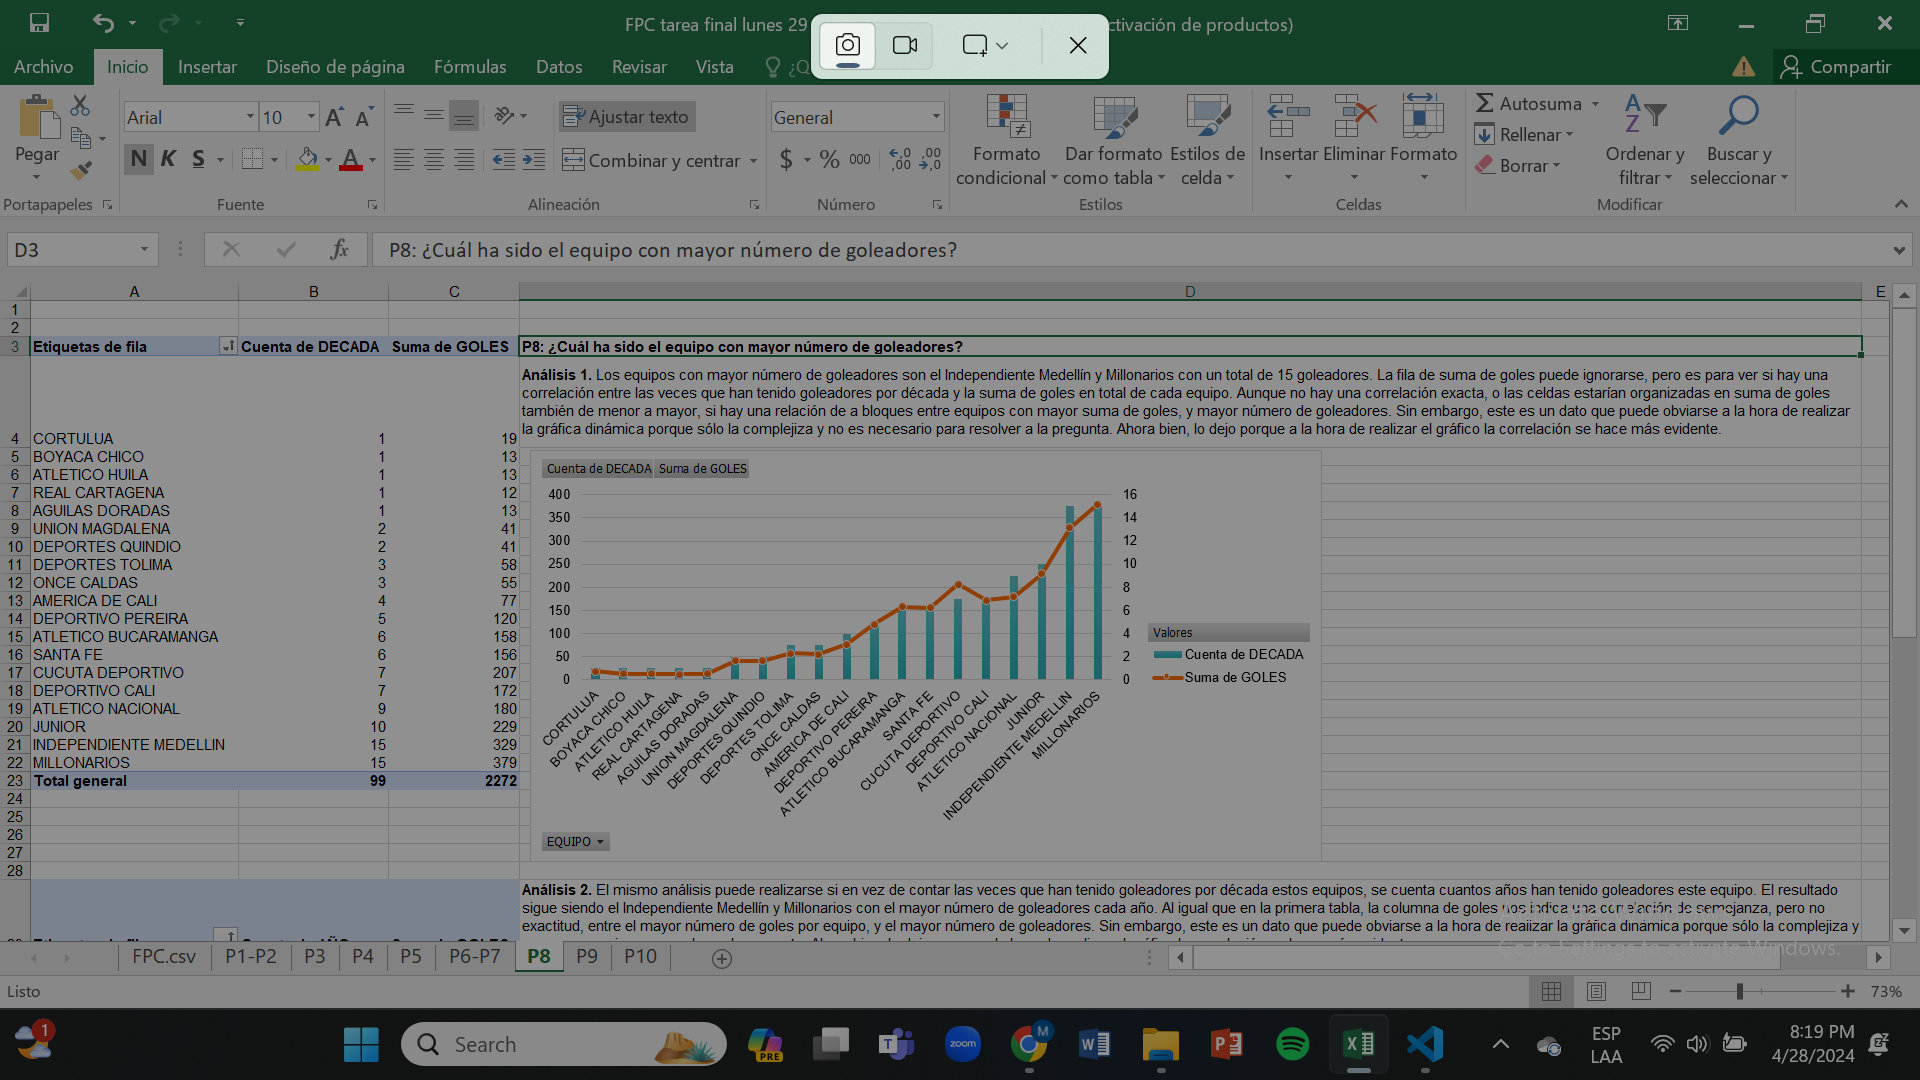 FPC tarea final lunes 29
ctivación de productos)
Archivo
Inicio
Insertar
Diseño de página
Fórmulas
Datos
Revisar
Vista
Compartir
Pegar
Portapapeles
Arial
10
N K S
Fuente
Ajustar texto
Combinar y centrar
Alineación
General
$ % 000
Número
Formato condicional
Dar formato como tabla
Estilos de celda
Estilos
Insertar
Eliminar
Formato
Celdas
Autosuma
Rellenar
Borrar
Ordenar y filtrar
Buscar y seleccionar
Modificar
D3
fx
P8: ¿Cuál ha sido el equipo con mayor número de goleadores?
A B C D E
1
2
3 Etiquetas de fila Cuenta de DECADA Suma de GOLES P8: ¿Cuál ha sido el equipo con mayor número de goleadores?
Análisis 1. Los equipos con mayor número de goleadores son el Independiente Medellín y Millonarios con un total de 15 goleadores. La fila de suma de goles puede ignorarse, pero es para ver si hay una
correlación entre las veces que han tenido goleadores por década y la suma de goles en total de cada equipo. Aunque no hay una correlación exacta, o las celdas estarían organizadas en suma de goles
también de menor a mayor, si hay una relación de a bloques entre equipos con mayor suma de goles, y mayor número de goleadores. Sin embargo, este es un dato que puede obviarse a la hora de realizar
la gráfica dinámica porque sólo la complejiza y no es necesario para resolver a la pregunta. Ahora bien, lo dejo porque a la hora de realizar el gráfico la correlación se hace más evidente.
4 CORTULUA 1 19
5 BOYACA CHICO 1 13
6 ATLETICO HUILA 1 13
7 REAL CARTAGENA 1 12
8 AGUILAS DORADAS 1 13
9 UNION MAGDALENA 2 41
10 DEPORTES QUINDIO 2 41
11 DEPORTES TOLIMA 3 58
12 ONCE CALDAS 3 55
13 AMERICA DE CALI 4 77
14 DEPORTIVO PEREIRA 5 120
15 ATLETICO BUCARAMANGA 6 158
16 SANTA FE 6 156
17 CUCUTA DEPORTIVO 7 207
18 DEPORTIVO CALI 7 172
19 ATLETICO NACIONAL 9 180
20 JUNIOR 10 229
21 INDEPENDIENTE MEDELLIN 15 329
22 MILLONARIOS 15 379
23 Total general 99 2272
24
25
26
27
28
Cuenta de DECADA Suma de GOLES
400
350
300
250
200
150
100
50
0
16
14
12
10
8
6
4
2
0
CORTULUA
BOYACA CHICO
ATLETICO HUILA
REAL CARTAGENA
AGUILAS DORADAS
UNION MAGDALENA
DEPORTES QUINDIO
DEPORTES TOLIMA
ONCE CALDAS
AMERICA DE CALI
DEPORTIVO PEREIRA
ATLETICO BUCARAMANGA
SANTA FE
CUCUTA DEPORTIVO
DEPORTIVO CALI
ATLETICO NACIONAL
JUNIOR
INDEPENDIENTE MEDELLIN
MILLONARIOS
Valores
Cuenta de DECADA
Suma de GOLES
EQUIPO
Análisis 2. El mismo análisis puede realizarse si en vez de contar las veces que han tenido goleadores por década estos equipos, se cuenta cuantos años han tenido goleadores este equipo. El resultado
sigue siendo el Independiente Medellín y Millonarios con el mayor número de goleadores cada año. Al igual que en la primera tabla, la columna de goles nos indica una correlación de semejanza, pero no
exactitud, entre el mayor número de goles por equipo, y el mayor número de goleadores. Sin embargo, este es un dato que puede obviarse a la hora de realizar la gráfica dinámica porque sólo la complejiza y
Go to Settings to activate Windows.
FPC.csv
P1-P2
P3
P4
P5
P6-P7
P8
P9
P10
Listo
73%
1
Search
PRE
zoom
M
ESP
LAA
8:19 PM
4/28/2024